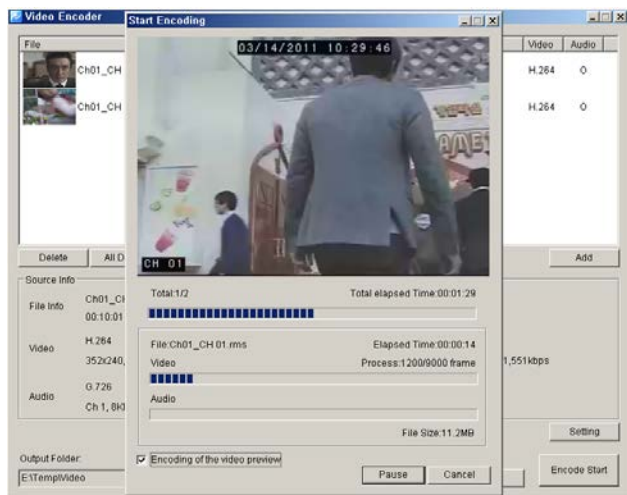 Video Encoder
Start Encoding
File
Video
Audio
Ch01_CH
H.264
O
Ch01_CH
H.264
O
03/14/2011 10:29:46
CH 01
Delete
All D
Add
Total:1/2
Total elapsed Time:00:01:29
Source Info
File Info
Ch01_CH
00:10:01
Video
H.264
352x240,
1,551kbps
Audio
G.726
Ch 1, 8K
File:Ch01_CH 01.rms
Elapsed Time:00:00:14
Video
Process:1200/9000 frame
Audio
File Size:11.2MB
Setting
Output Folder:
E:\Temp\Video
Encoding of the video preview
Pause
Cancel
Encode Start